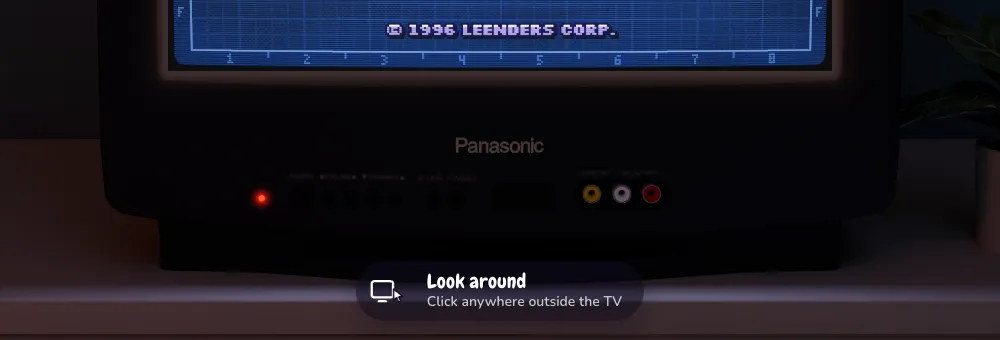 F
F
© 1996 LEENDERS CORP.
1 2 3 4 5 6 7 8
Panasonic
Look around
Click anywhere outside the TV